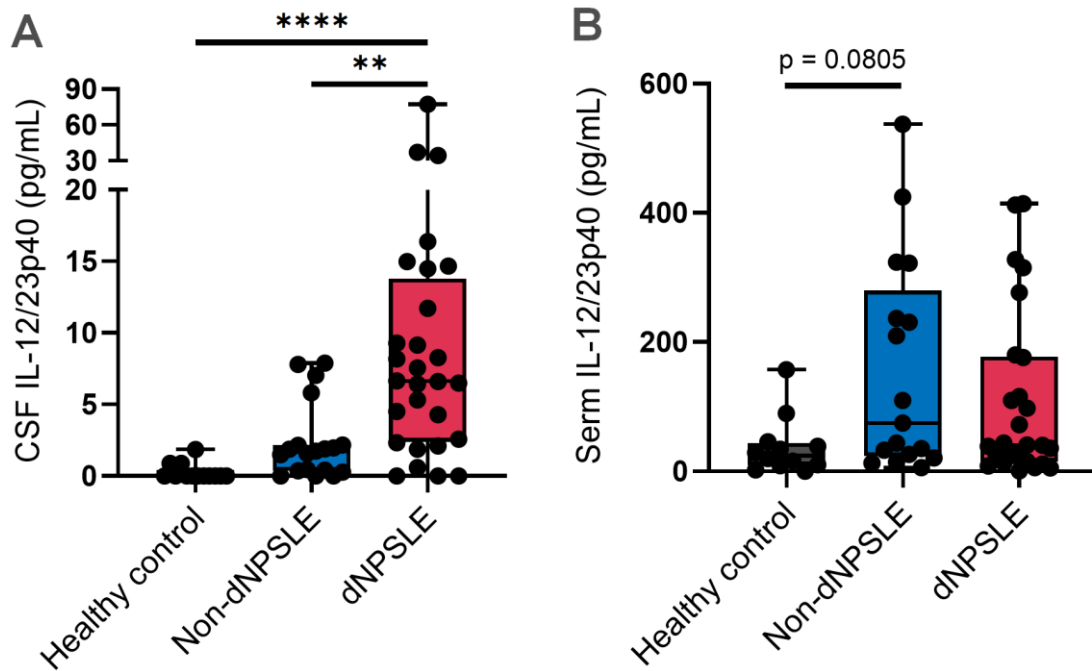 A
****
**
CSF IL-12/23p40 (pg/mL)
90
60
30
20
15
10
5
0
Healthy control
Non-dNPSLE
dNPSLE
B
p = 0.0805
Serm IL-12/23p40 (pg/mL)
600
400
200
0
Healthy control
Non-dNPSLE
dNPSLE